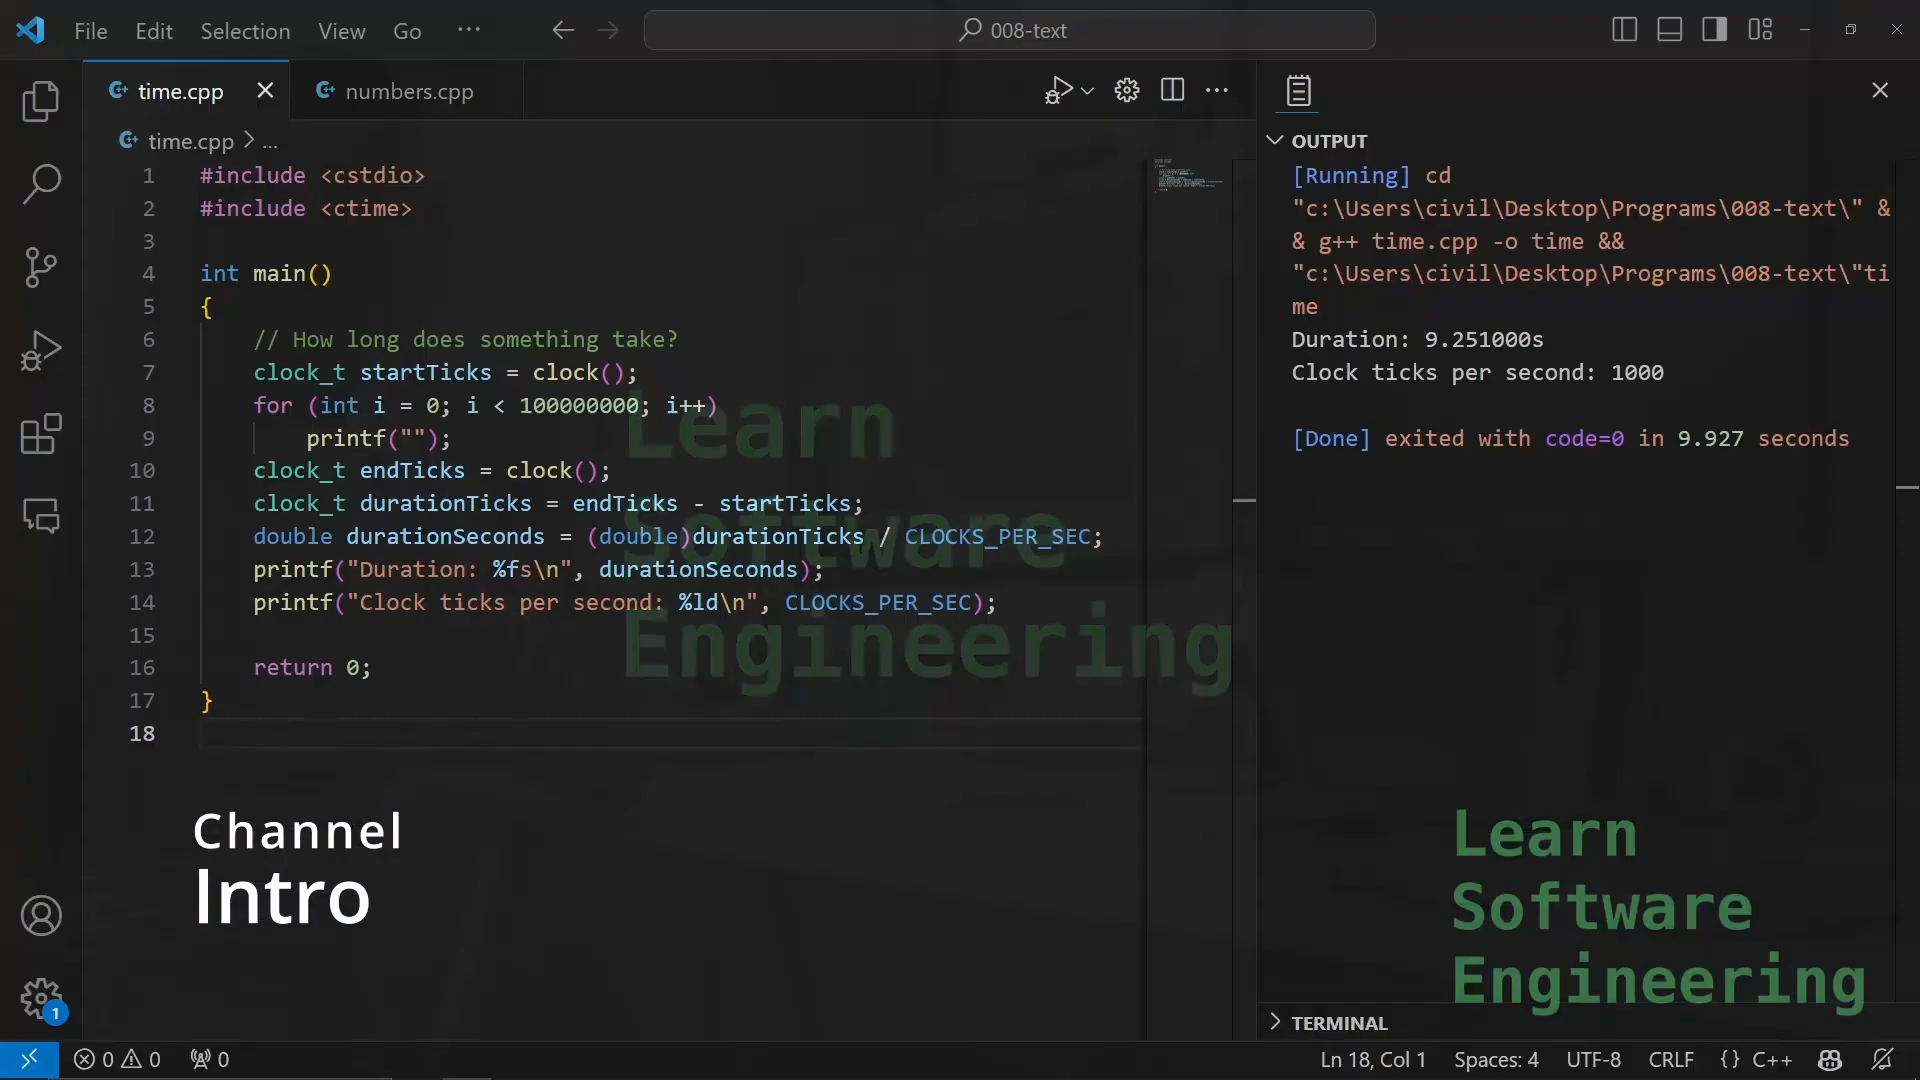 File Edit Selection View Go ...
008-text
time.cpp
numbers.cpp
time.cpp > ...
1 #include <cstdio>
2 #include <ctime>
3
4 int main()
5 {
6 // How long does something take?
7 clock_t startTicks = clock();
8 for (int i = 0; i < 100000000; i++)
9 printf("");
10 clock_t endTicks = clock();
11 clock_t durationTicks = endTicks - startTicks;
12 double durationSeconds = (double)durationTicks / CLOCKS_PER_SEC;
13 printf("Duration: %fs\n", durationSeconds);
14 printf("Clock ticks per second: %ld\n", CLOCKS_PER_SEC);
15
16 return 0;
17 }
18
Learn
Software
Engineering
OUTPUT
[Running] cd
"c:\Users\civil\Desktop\Programs\008-text\" &
& g++ time.cpp -o time &&
"c:\Users\civil\Desktop\Programs\008-text\"ti
me
Duration: 9.251000s
Clock ticks per second: 1000
[Done] exited with code=0 in 9.927 seconds
Channel
Intro
Learn
Software
Engineering
TERMINAL
1
0 0 0
Ln 18, Col 1 Spaces: 4 UTF-8 CRLF {} C++